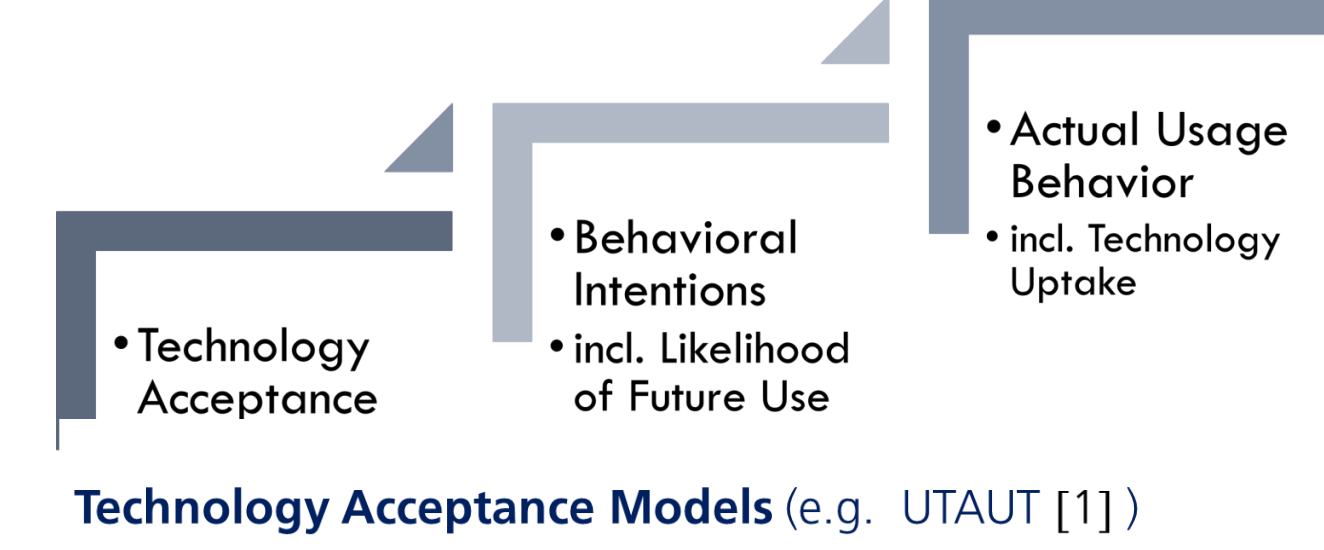 • Technology
Acceptance
• Behavioral
Intentions
• incl. Likelihood
of Future Use
• Actual Usage
Behavior
• incl. Technology
Uptake
Technology Acceptance Models (e.g. UTAUT [1] )